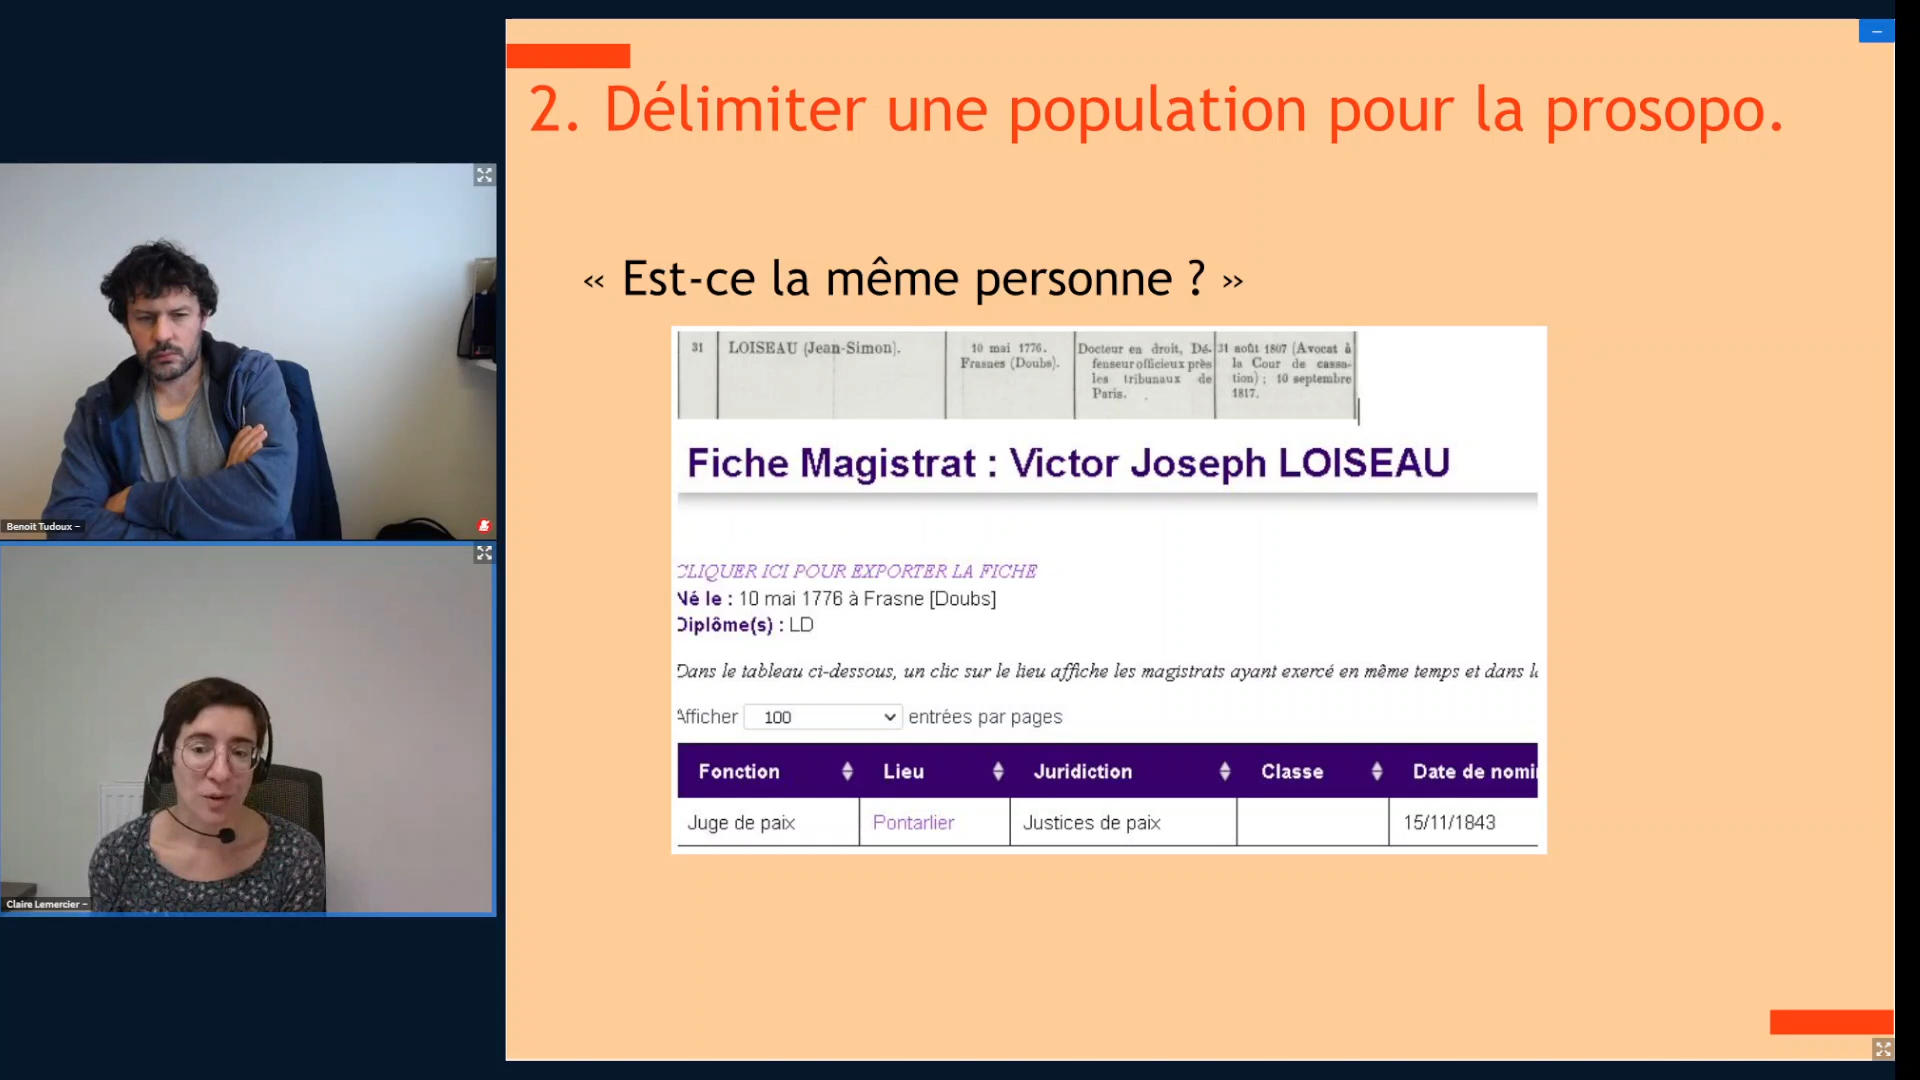 2. Délimiter une population pour la prosopo.
« Est-ce la même personne ? »
31 LOISEAU (Jean-Simon). 10 mai 1776. Docteur en droit, Dé- 31 août 1807 (Avocat à
Frasnes (Doubs). fenseur officieux près la Cour de cassa-
les tribunaux de tion) ; 10 septembre
Paris. 1817.
Fiche Magistrat : Victor Joseph LOISEAU
CLIQUER ICI POUR EXPORTER LA FICHE
Né le : 10 mai 1776 à Frasne [Doubs]
Diplôme(s) : LD
Dans le tableau ci-dessous, un clic sur le lieu affiche les magistrats ayant exercé en même temps et dans
Afficher 100 entrées par pages
Fonction Lieu Juridiction Classe Date de nomi
Juge de paix Pontarlier Justices de paix 15/11/1843
Benoit Tudoux –
Claire Lemercier –